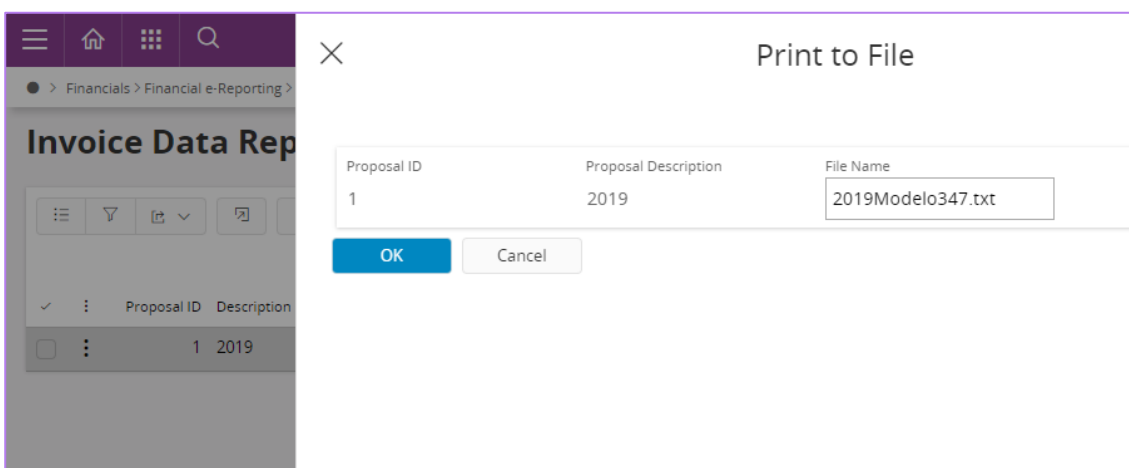 Print to File
> Financials > Financial e-Reporting >
Invoice Data Rep
Proposal ID Proposal Description File Name
1 2019 2019Modelo347.txt
OK Cancel
Proposal ID Description
1 2019